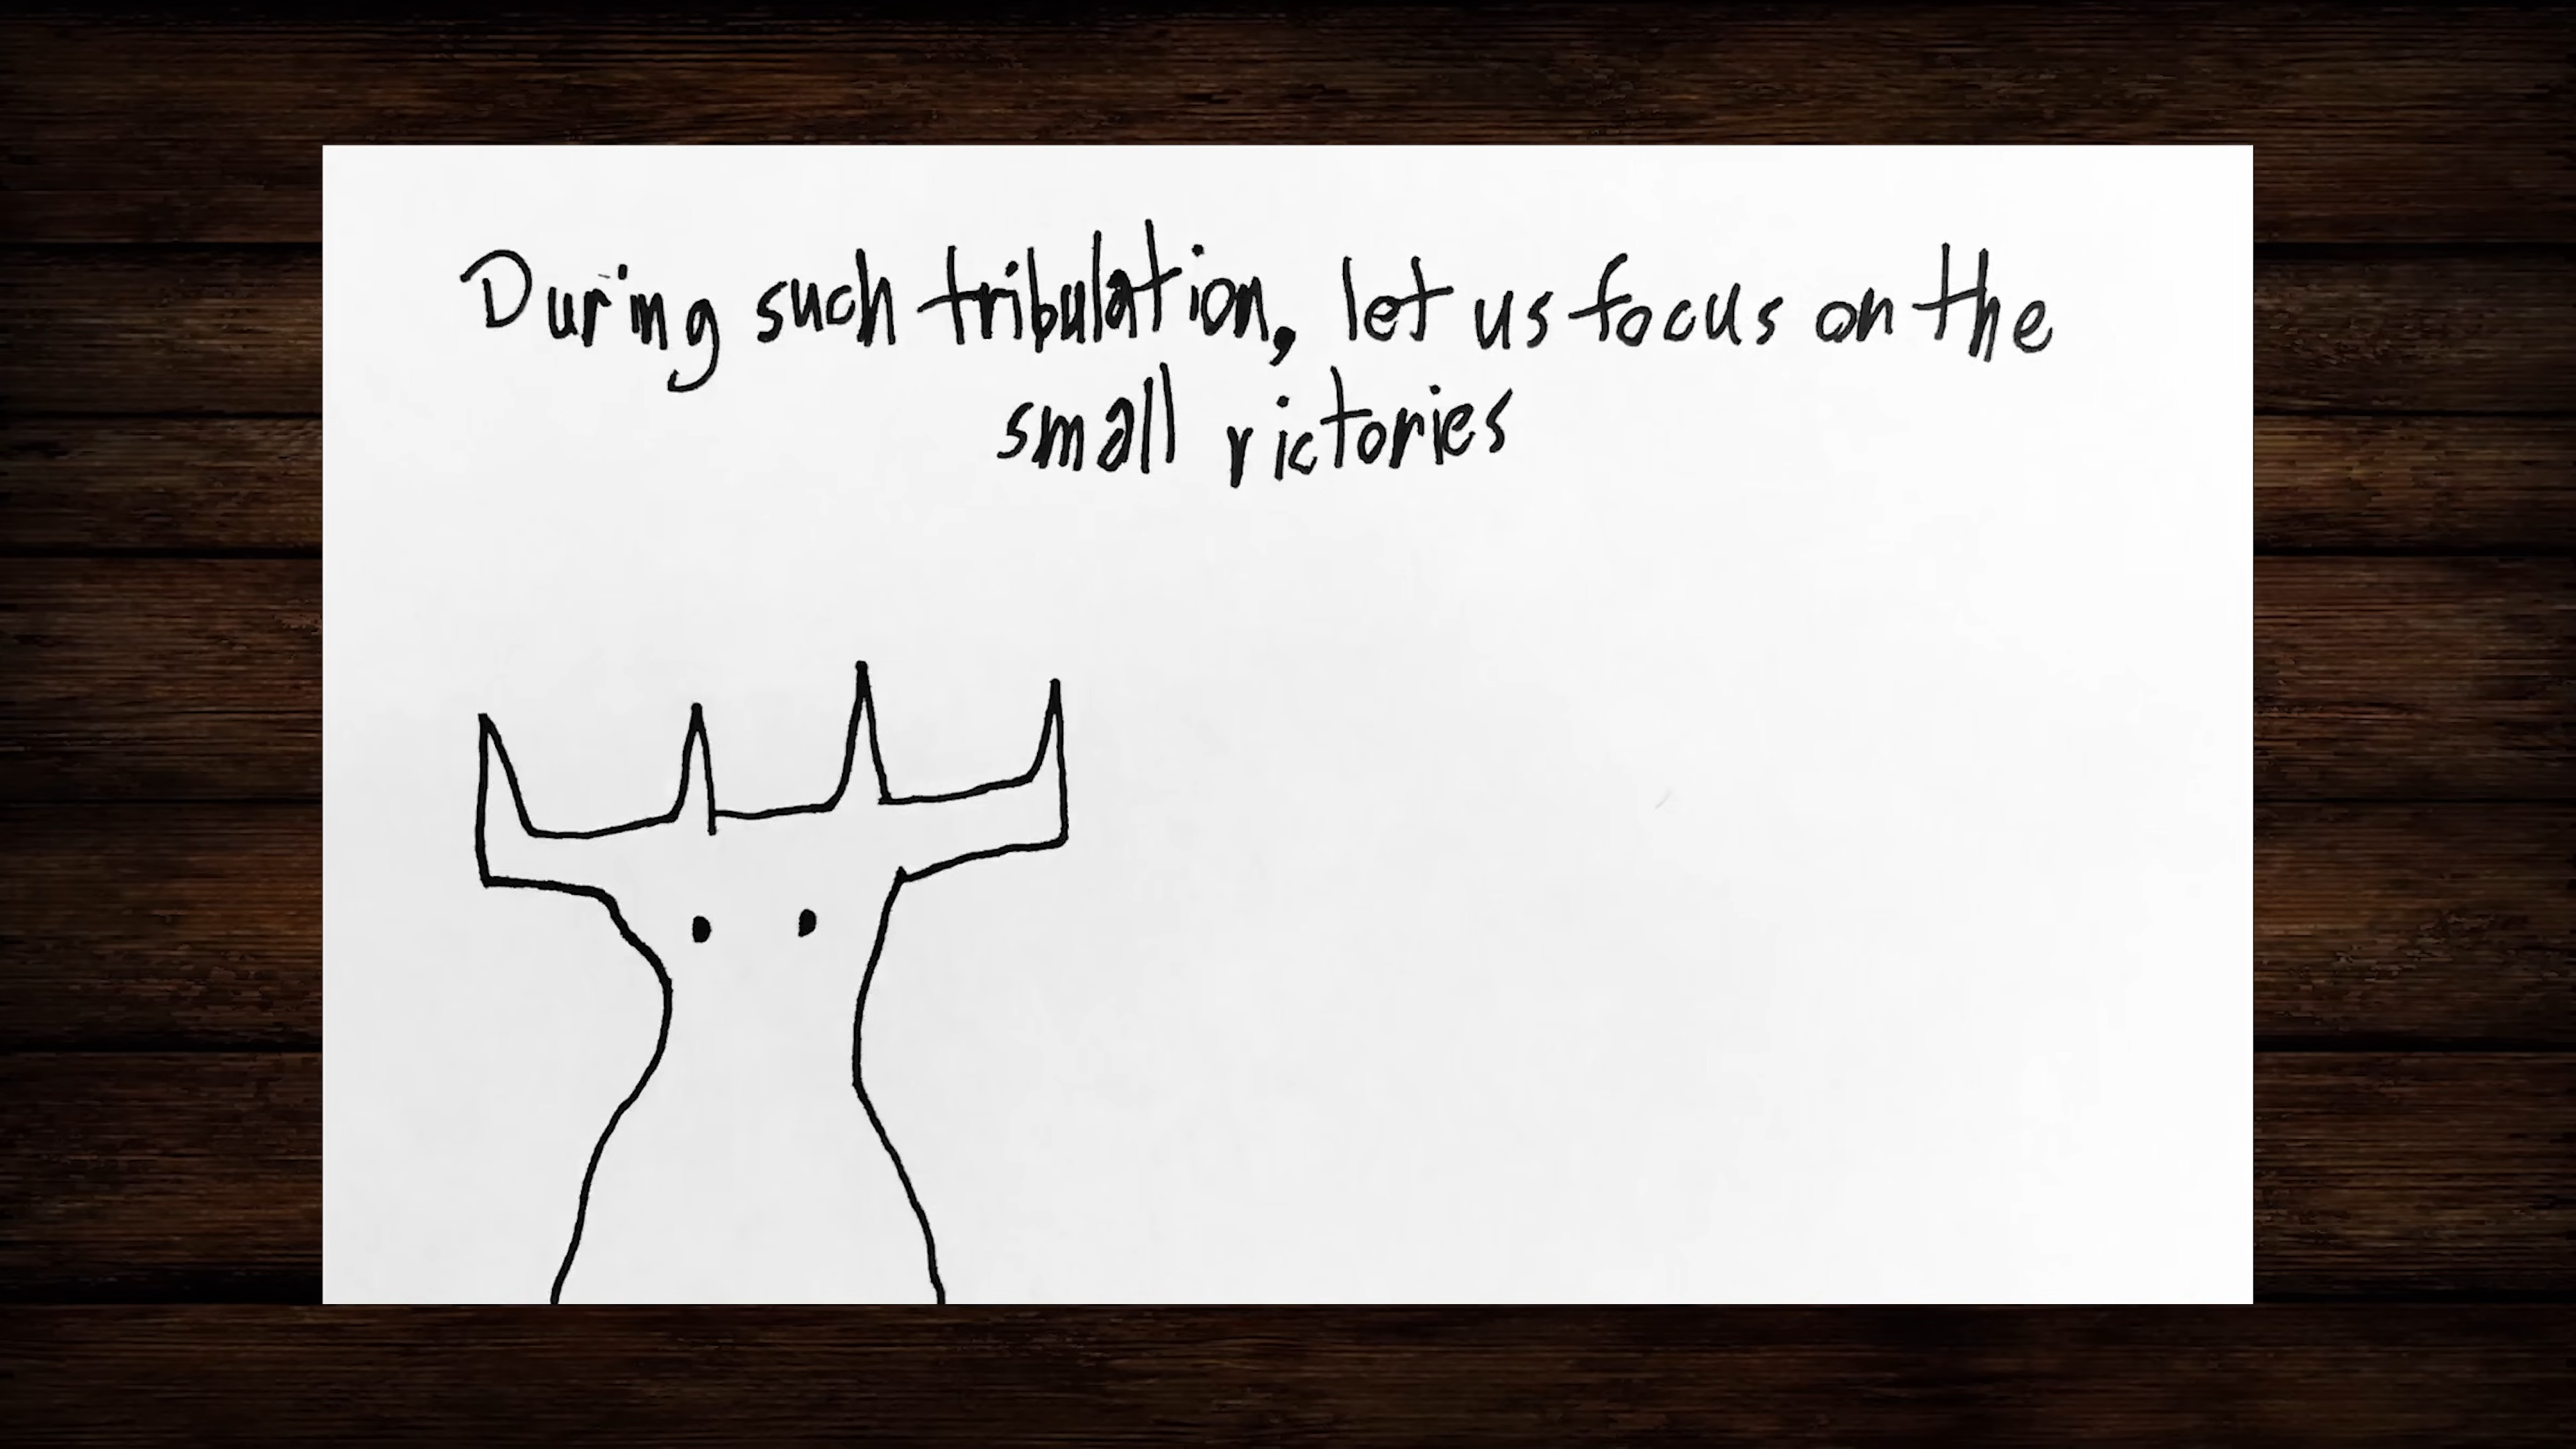 During such tribulation, let us focus on the
small victories